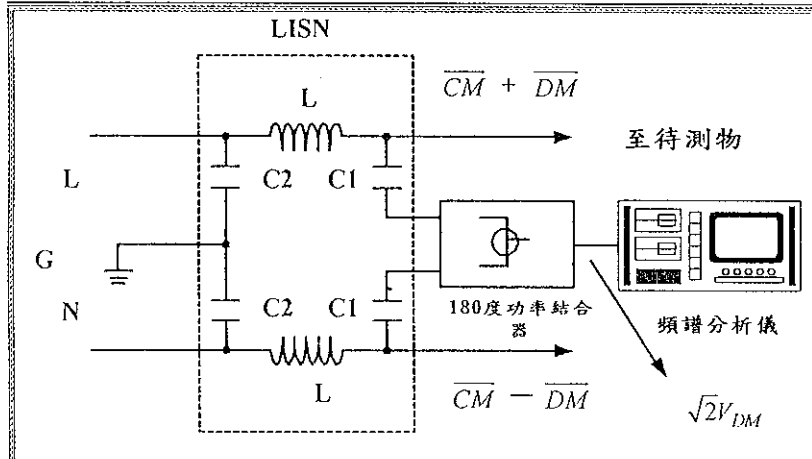 LISN
CM + DM
L
至待測物
L
C2
C1
G
N
C2
C1
180度功率結合
器
頻譜分析儀
L
CM − DM
√2V_DM